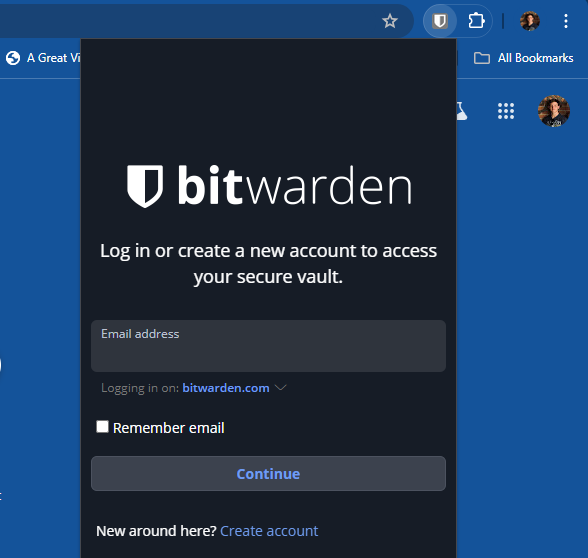 A Great Vi
All Bookmarks
bitwarden
Log in or create a new account to access
your secure vault.
Email address
Logging in on: bitwarden.com
Remember email
Continue
New around here? Create account